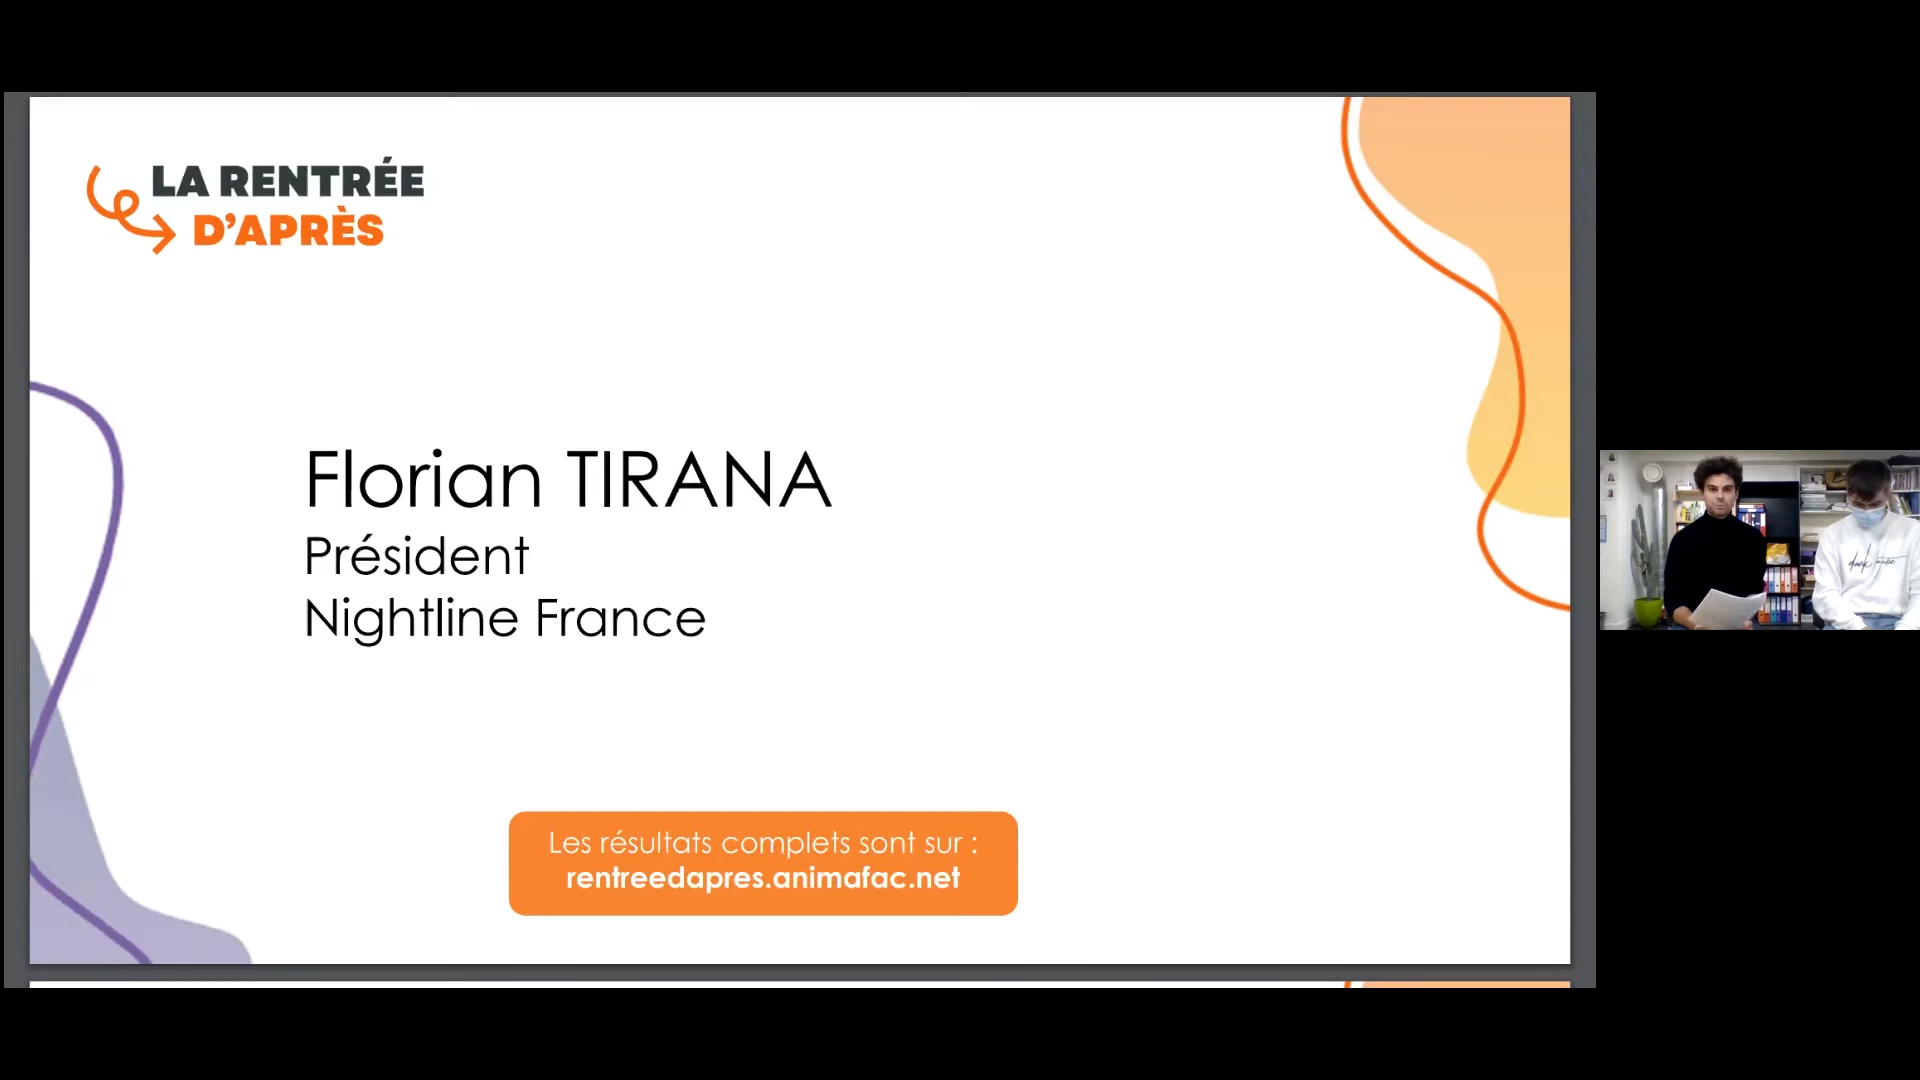 LA RENTRÉE
D'APRÈS
Florian TIRANA
Président
Nightline France
Les résultats complets sont sur :
rentreedapres.animafac.net